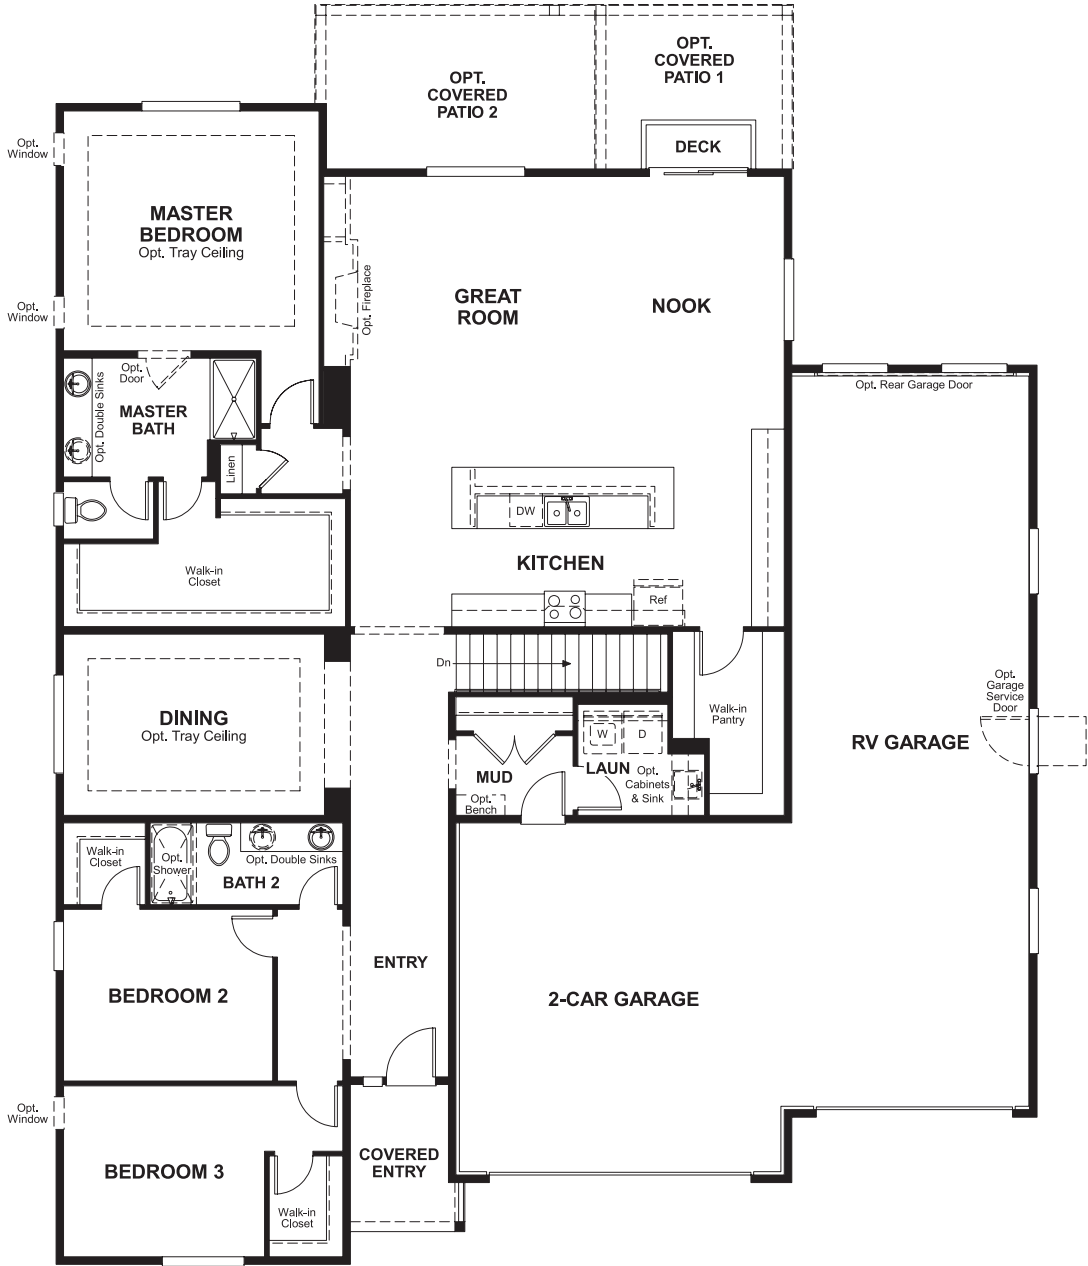 OPT.
COVERED
PATIO 1
OPT.
COVERED
PATIO 2
DECK
Opt.
Window
MASTER
BEDROOM
Opt. Tray Ceiling
Opt. Fireplace
GREAT
ROOM
NOOK
Opt.
Window
Opt.
Door
Opt. Double Sinks
MASTER
BATH
Opt. Rear Garage Door
Linen
DW
KITCHEN
Walk-in
Closet
Ref
Dn
Opt.
Garage
Service
Door
DINING
Opt. Tray Ceiling
Walk-in
Pantry
RV GARAGE
W
D
MUD
LAUN
Opt.
Cabinets
& Sink
Opt.
Bench
Walk-in
Closet
Opt.
Shower
Opt. Double Sinks
BATH 2
ENTRY
BEDROOM 2
2-CAR GARAGE
Opt.
Window
BEDROOM 3
COVERED
ENTRY
Walk-in
Closet